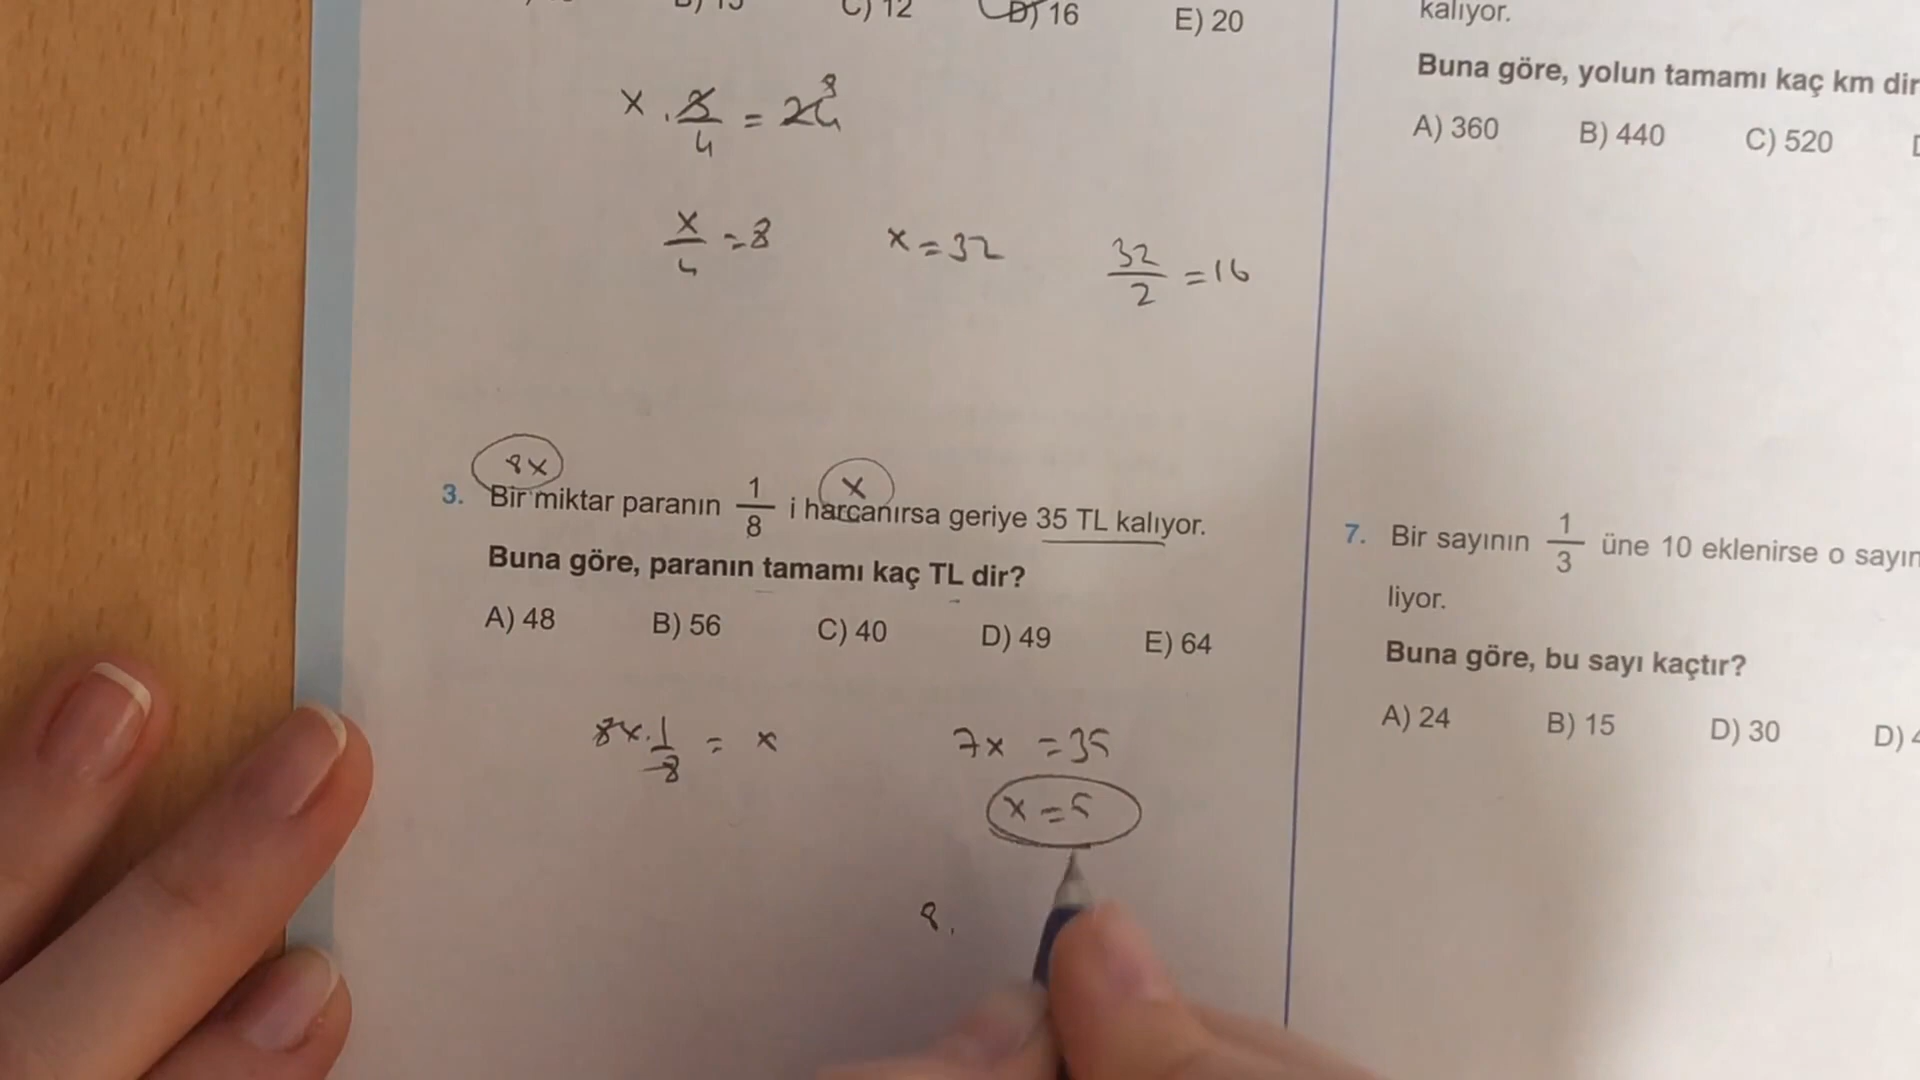 C) 12 D) 16 E) 20
x . 3/4 = 24 8
x/4 = 8 x = 32 32/2 = 16
8x x
3. Bir miktar paranın 1/8 i harcanırsa geriye 35 TL kalıyor.
Buna göre, paranın tamamı kaç TL dir?
A) 48 B) 56 C) 40 D) 49 E) 64
8x . 1/8 = x 7x = 35
x = 5
8.
kalıyor.
Buna göre, yolun tamamı kaç km dir
A) 360 B) 440 C) 520
7. Bir sayının 1/3 üne 10 eklenirse o sayın
liyor.
Buna göre, bu sayı kaçtır?
A) 24 B) 15 D) 30 D) 4